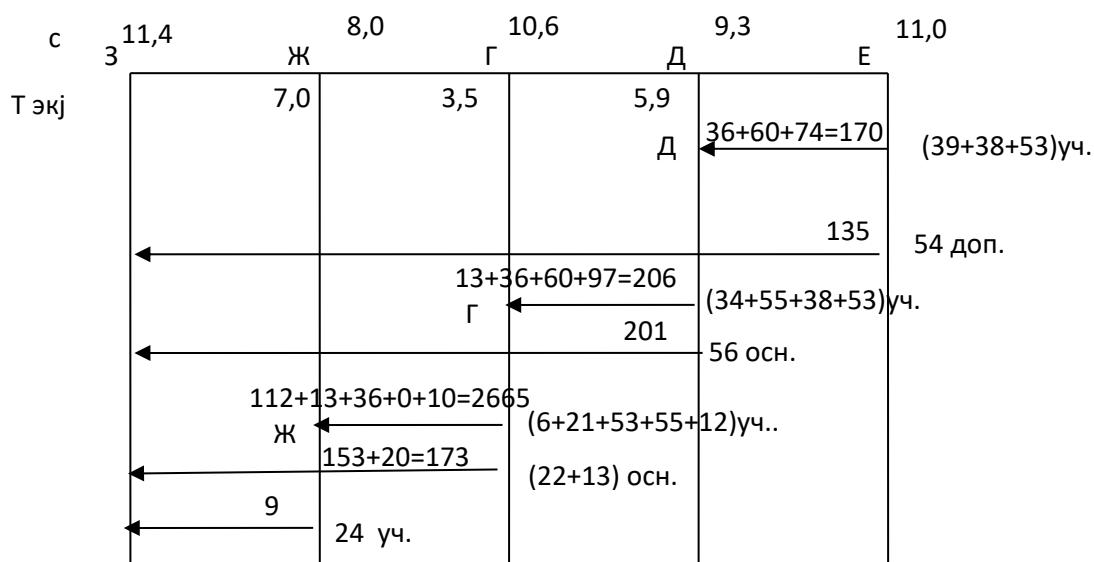 с 11,4 8,0 10,6 9,3 11,0
З Ж Г Д Е
Т экј 7,0 3,5 5,9
Д 36+60+74=170 (39+38+53)уч.
135 54 доп.
13+36+60+97=206
Г (34+55+38+53)уч.
201 56 осн.
112+13+36+0+10=2665
Ж (6+21+53+55+12)уч..
153+20=173 (22+13) осн.
9 24 уч.